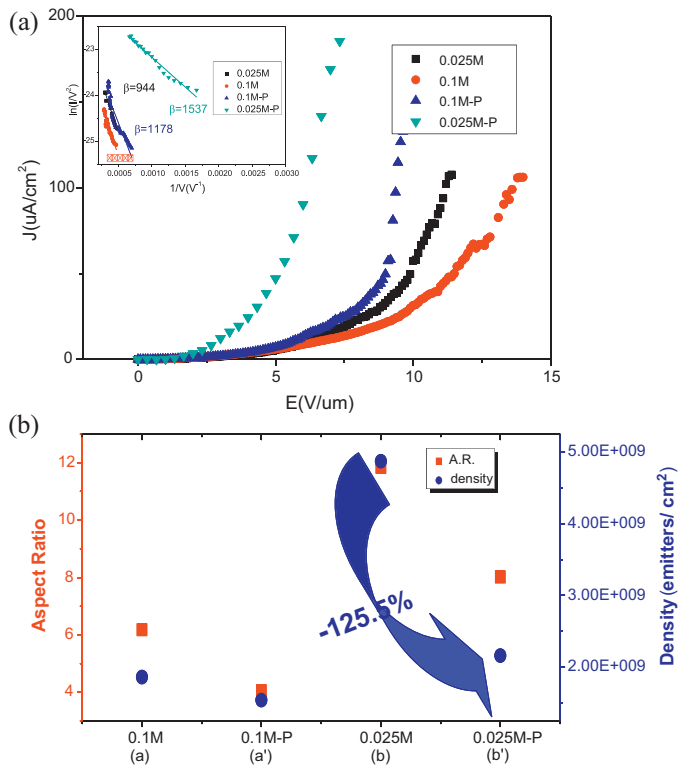 (a)
J(uA/cm²)
200
100
0
0
5
10
15
E(V/um)
0.025M
0.1M
0.1M-P
0.025M-P
ln(I/V²)
-23
-24
-25
0.0005
0.0010
0.0015
0.0020
0.0025
0.0030
1/V(V⁻¹)
0.025M
0.1M
0.1M-P
0.025M-P
β=944
β=1537
β=1178
(b)
Aspect Ratio
12
10
8
6
4
A.R.
density
-125.5%
5.00E+009
4.00E+009
3.00E+009
2.00E+009
Density (emitters/ cm²)
0.1M
(a)
0.1M-P
(a')
0.025M
(b)
0.025M-P
(b')